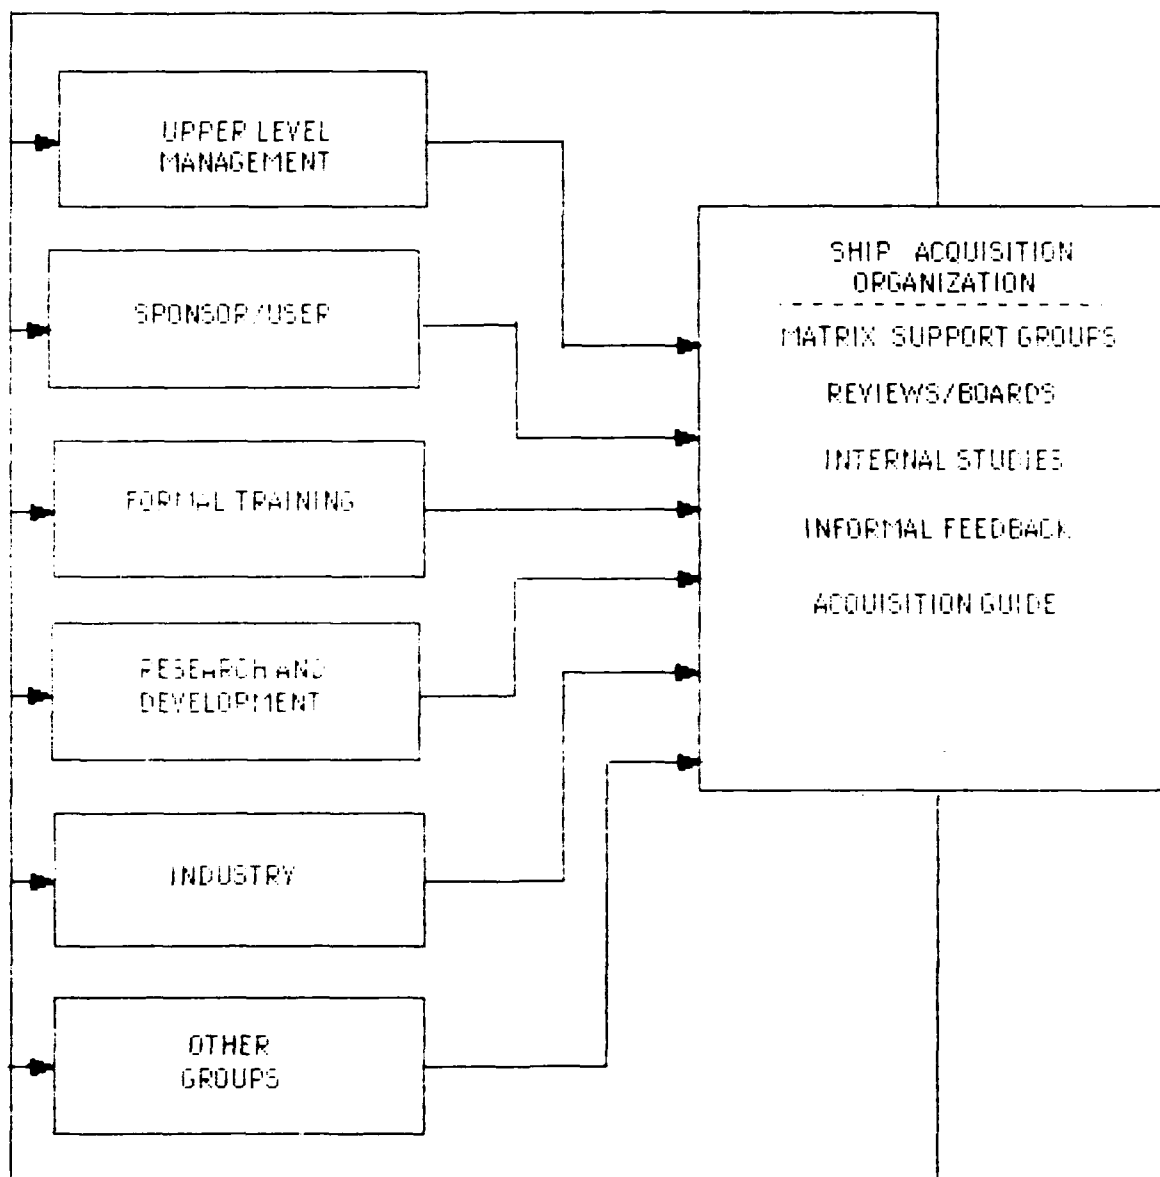 UPPER LEVEL
MANAGEMENT
SPONSOR/USER
FORMAL TRAINING
RESEARCH AND
DEVELOPMENT
INDUSTRY
OTHER
GROUPS
SHIP ACQUISITION
ORGANIZATION
MATRIX SUPPORT GROUPS
REVIEWS/BOARDS
INTERNAL STUDIES
INFORMAL FEEDBACK
ACQUISITION GUIDE